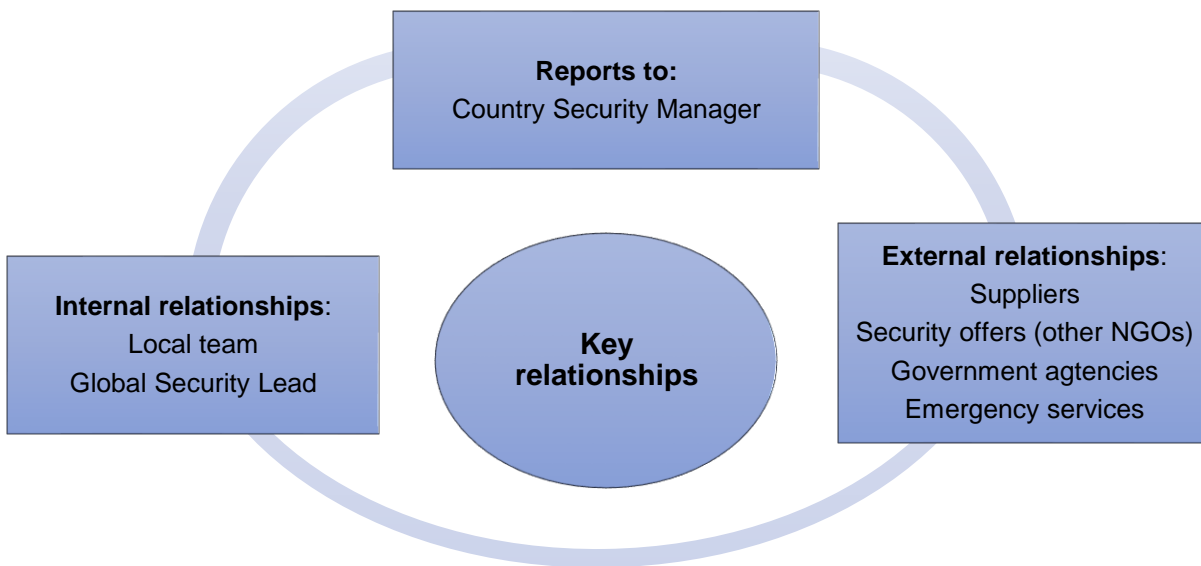 Reports to:
Country Security Manager
Internal relationships:
Local team
Global Security Lead
Key
relationships
External relationships:
Suppliers
Security offers (other NGOs)
Government agtencies
Emergency services